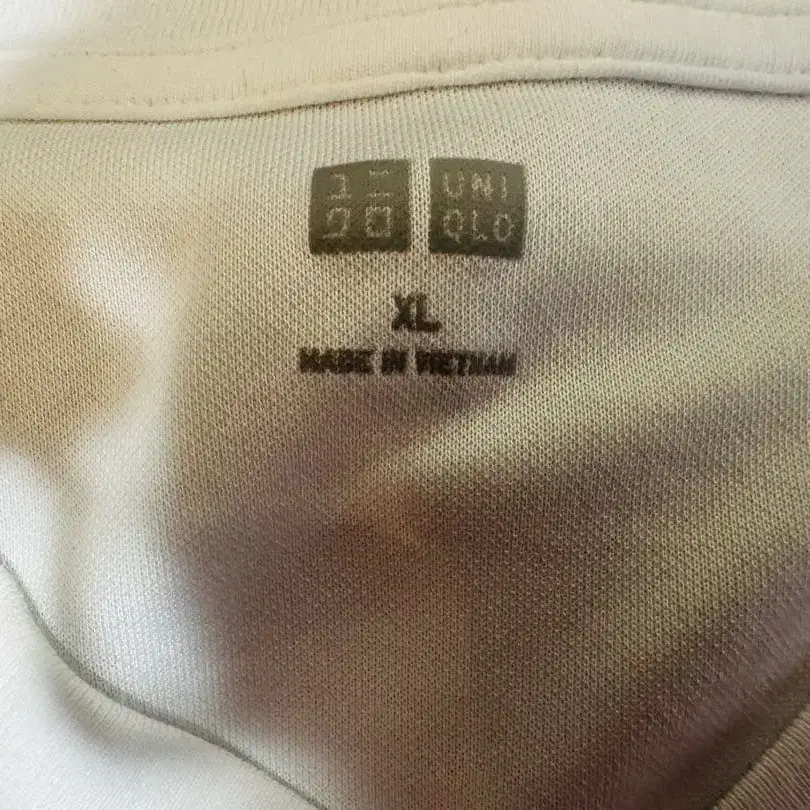 ユニ UNI
クロ QLO
XL
MADE IN VIETNAM